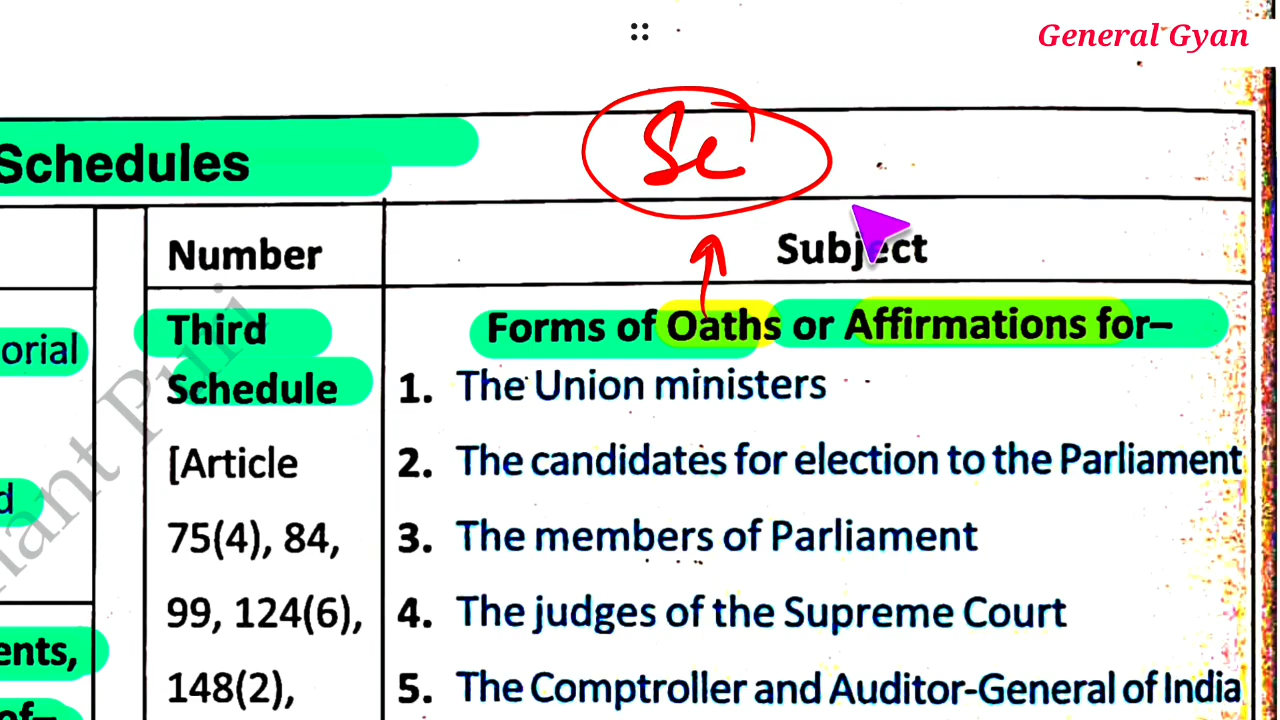 General Gyan
Schedules
Se
Number
Subject
orial
Third
Schedule
[Article
75(4), 84,
99, 124(6),
148(2),
Forms of Oaths or Affirmations for–
1. The Union ministers
2. The candidates for election to the Parliament
3. The members of Parliament
4. The judges of the Supreme Court
5. The Comptroller and Auditor-General of India
d
ents,
of–